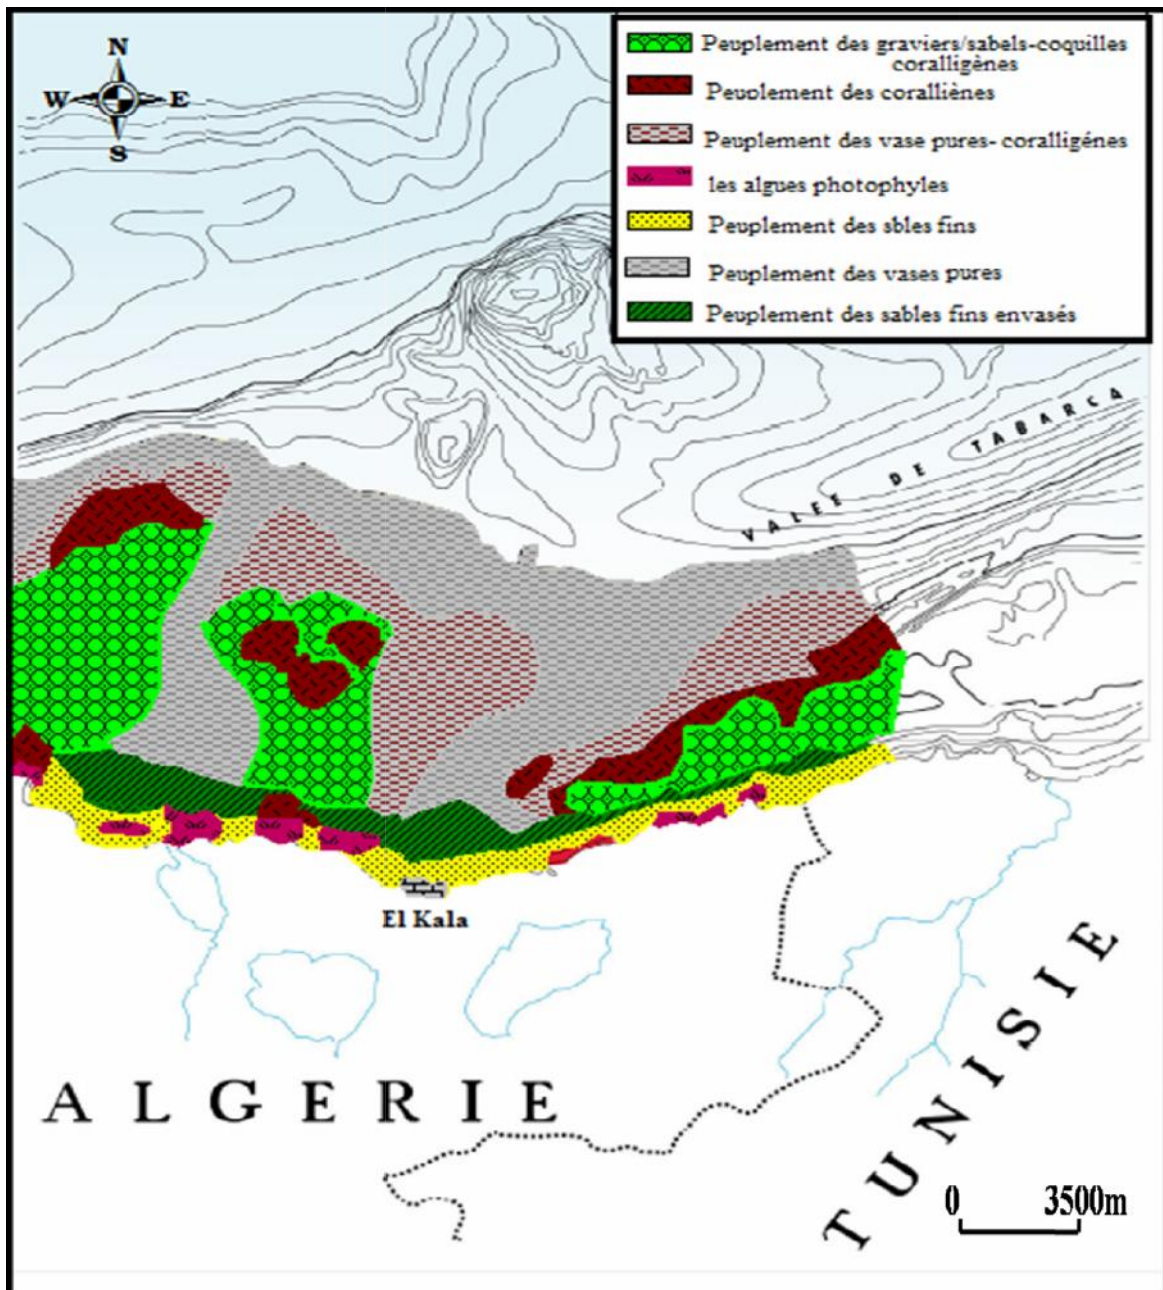 N
W E
S
Peuplement des graviers/sabels-coquilles
coralligènes
Peuplement des coralliènes
Peuplement des vase pures- coralligénes
les algues photophyles
Peuplement des sbles fins
Peuplement des vases pures
Peuplement des sables fins envasés
VALEE DE TABARCA
El Kala
ALGERIE
TUNISIE
0 3500m